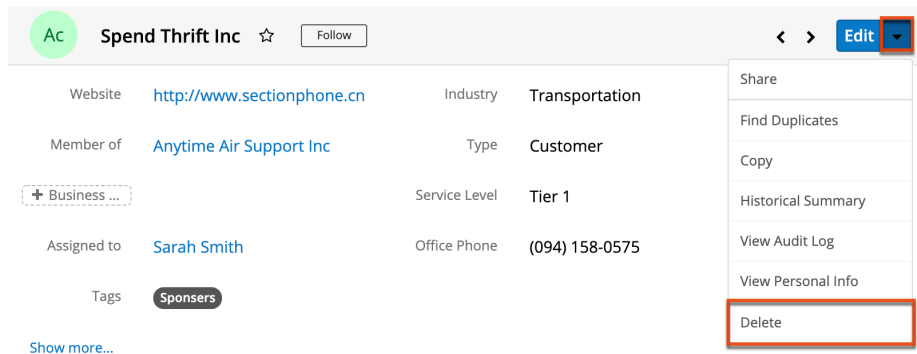 Ac Spend Thrift Inc Follow Edit
Share
Website http://www.sectionphone.cn Industry Transportation
Find Duplicates
Member of Anytime Air Support Inc Type Customer
Copy
+ Business ... Service Level Tier 1
Historical Summary
Assigned to Sarah Smith Office Phone (094) 158-0575
View Audit Log
View Personal Info
Tags Sponsers
Delete
Show more...